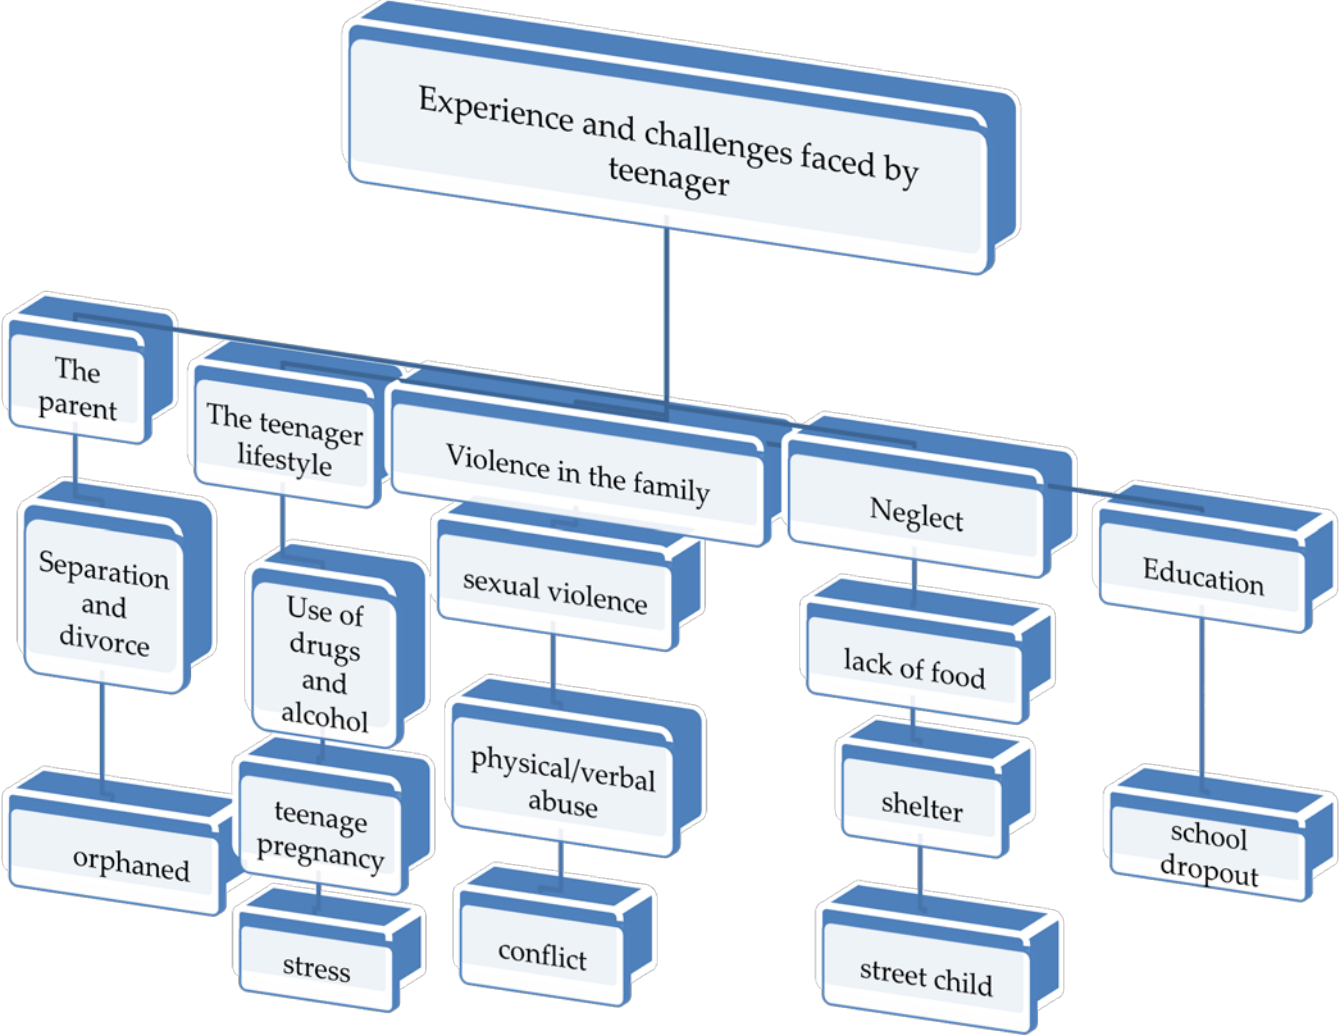 Experience and challenges faced by
teenager
The
parent
Separation
and
divorce
orphaned
The teenager
lifestyle
Use of
drugs
and
alcohol
teenage
pregnancy
stress
Violence in the family
sexual violence
physical/verbal
abuse
conflict
Neglect
lack of food
shelter
street child
Education
school
dropout